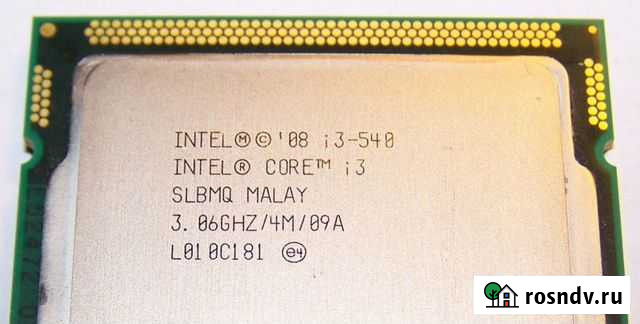 INTEL Ⓜ © '08 i3-540
INTEL® CORE™ i3
SLBMQ MALAY
3.06GHZ/4M/09A
L010C181 e4
rosndv.ru